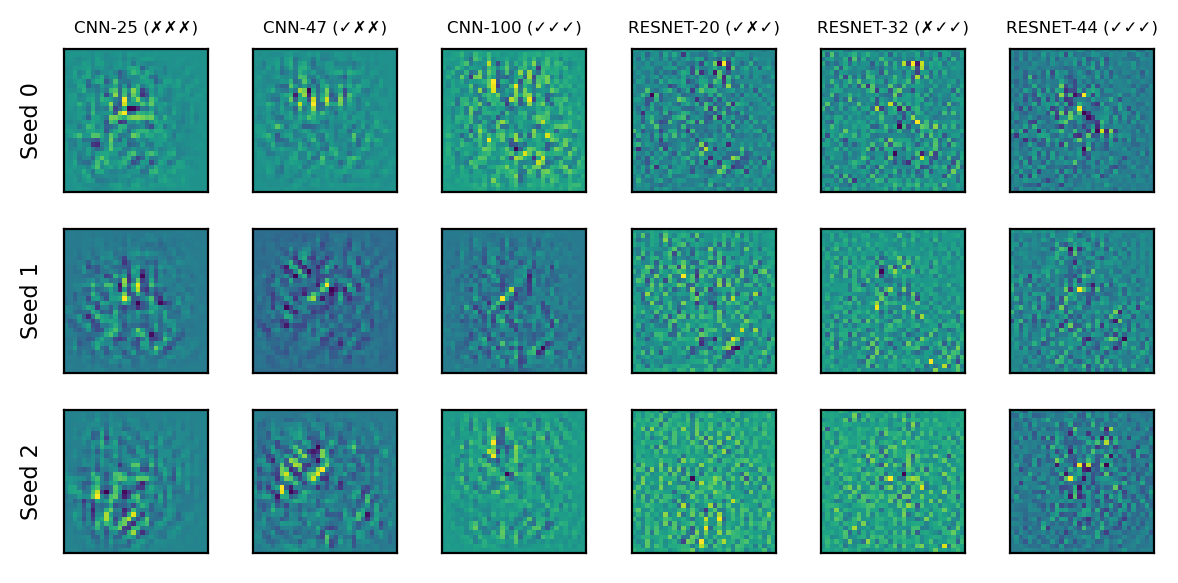 CNN-25 (✗✗✗) CNN-47 (✓✗✗) CNN-100 (✓✓✓) RESNET-20 (✓✗✓) RESNET-32 (✗✓✓) RESNET-44 (✓✓✓)
Seed 0
Seed 1
Seed 2